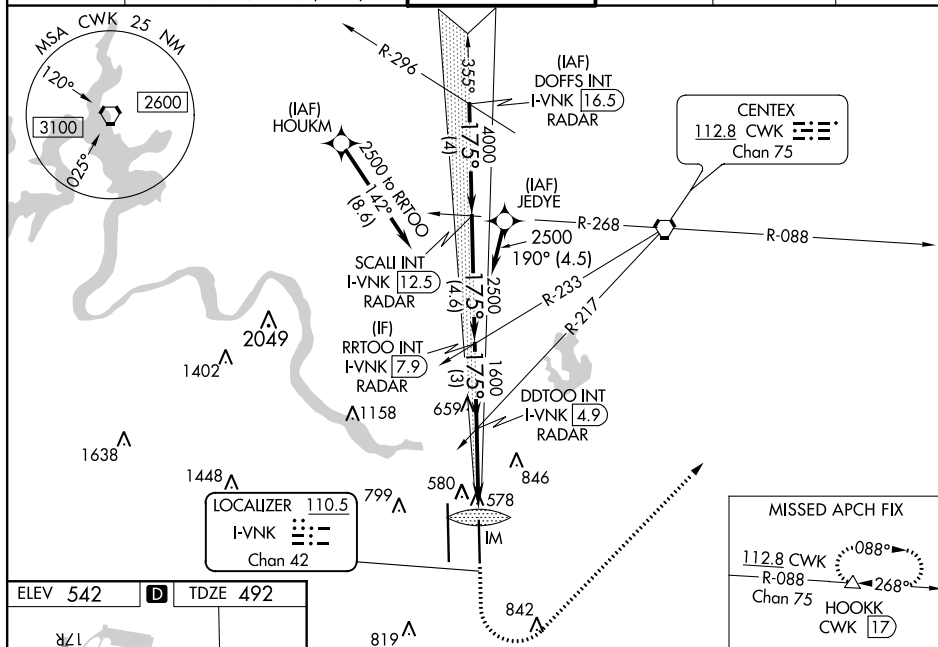 MSA CWK 25 NM
120°
2600
3100
025°
R-296
355°
(IAF)
DOFFS INT
I-VNK 16.5
RADAR
(IAF)
HOUKM
4000
175°
(4)
CENTEX
112.8 CWK
Chan 75
2500 to RRTOO
142°
(8.6)
(IAF)
JEDYE
R-268
R-088
2500
190° (4.5)
SCALI INT
I-VNK 12.5
RADAR
2500
175°
(4.6)
R-233
R-217
(IF)
RRTOO INT
I-VNK 7.9
RADAR
1600
175°
(3)
2049
1402
DDTOO INT
I-VNK 4.9
RADAR
1158
659
1638
846
1448
799
580
578
IM
LOCALIZER 110.5
I-VNK
Chan 42
MISSED APCH FIX
112.8 CWK
R-088
Chan 75
088°
268°
HOOKK
CWK 17
ELEV 542
D
TDZE 492
17R
819
842